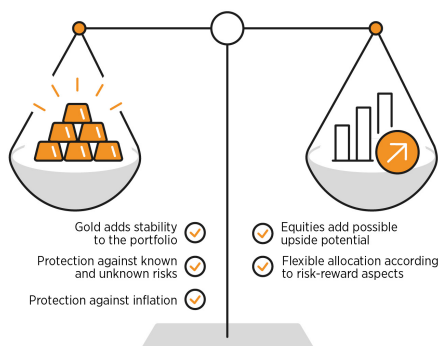 Gold adds stability
to the portfolio
Protection against known
and unknown risks
Protection against inflation
Equities add possible
upside potential
Flexible allocation according
to risk-reward aspects